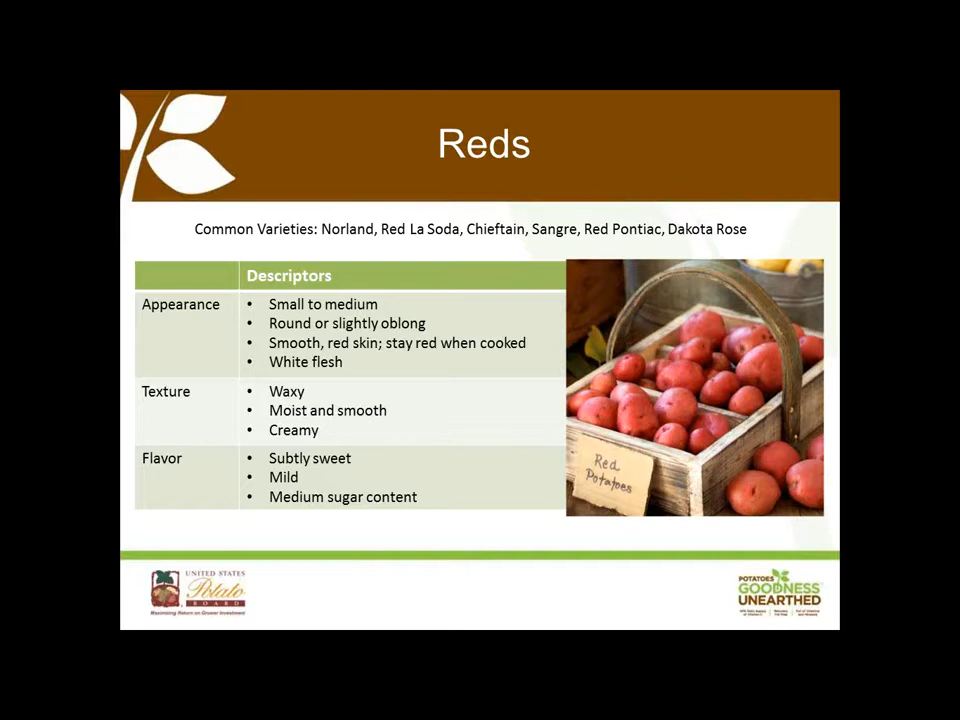 Reds
Common Varieties: Norland, Red La Soda, Chieftain, Sangre, Red Pontiac, Dakota Rose
Descriptors
Appearance
• Small to medium
• Round or slightly oblong
• Smooth, red skin; stay red when cooked
• White flesh
Texture
• Waxy
• Moist and smooth
• Creamy
Flavor
• Subtly sweet
• Mild
• Medium sugar content
Red
Potatoes
UNITED STATES
Potato
BOARD
Maximizing Return on Grower Investment
POTATOES
GOODNESS
UNEARTHED